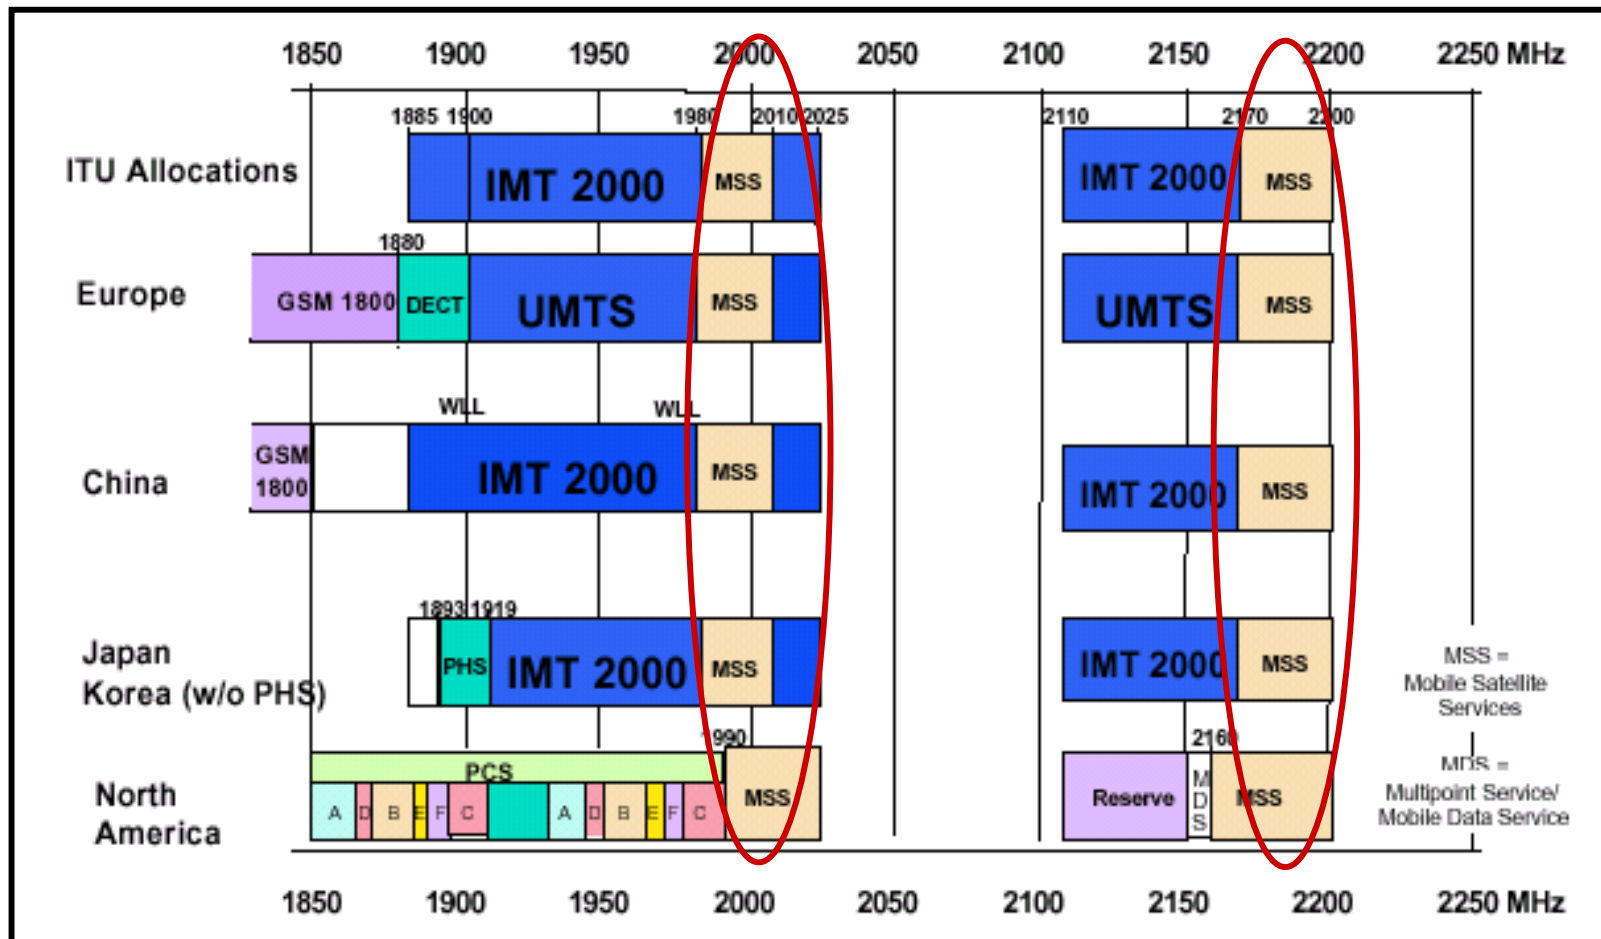 1850 1900 1950 2000 2050 2100 2150 2200 2250 MHz
1885 1900 1980 2010 2025 2110 2170 2200
ITU Allocations IMT 2000 MSS IMT 2000 MSS
1880
Europe GSM 1800 DECT UMTS MSS UMTS MSS
WLL WLL
China GSM 1800 IMT 2000 MSS IMT 2000 MSS
1893 1919
Japan
Korea (w/o PHS) PHS IMT 2000 MSS IMT 2000 MSS
MSS =
Mobile Satellite
Services
1990 2160
PCS
North
America A D B E F C A D B E F C MSS Reserve MDS MSS
MDS =
Multipoint Service/
Mobile Data Service
1850 1900 1950 2000 2050 2100 2150 2200 2250 MHz